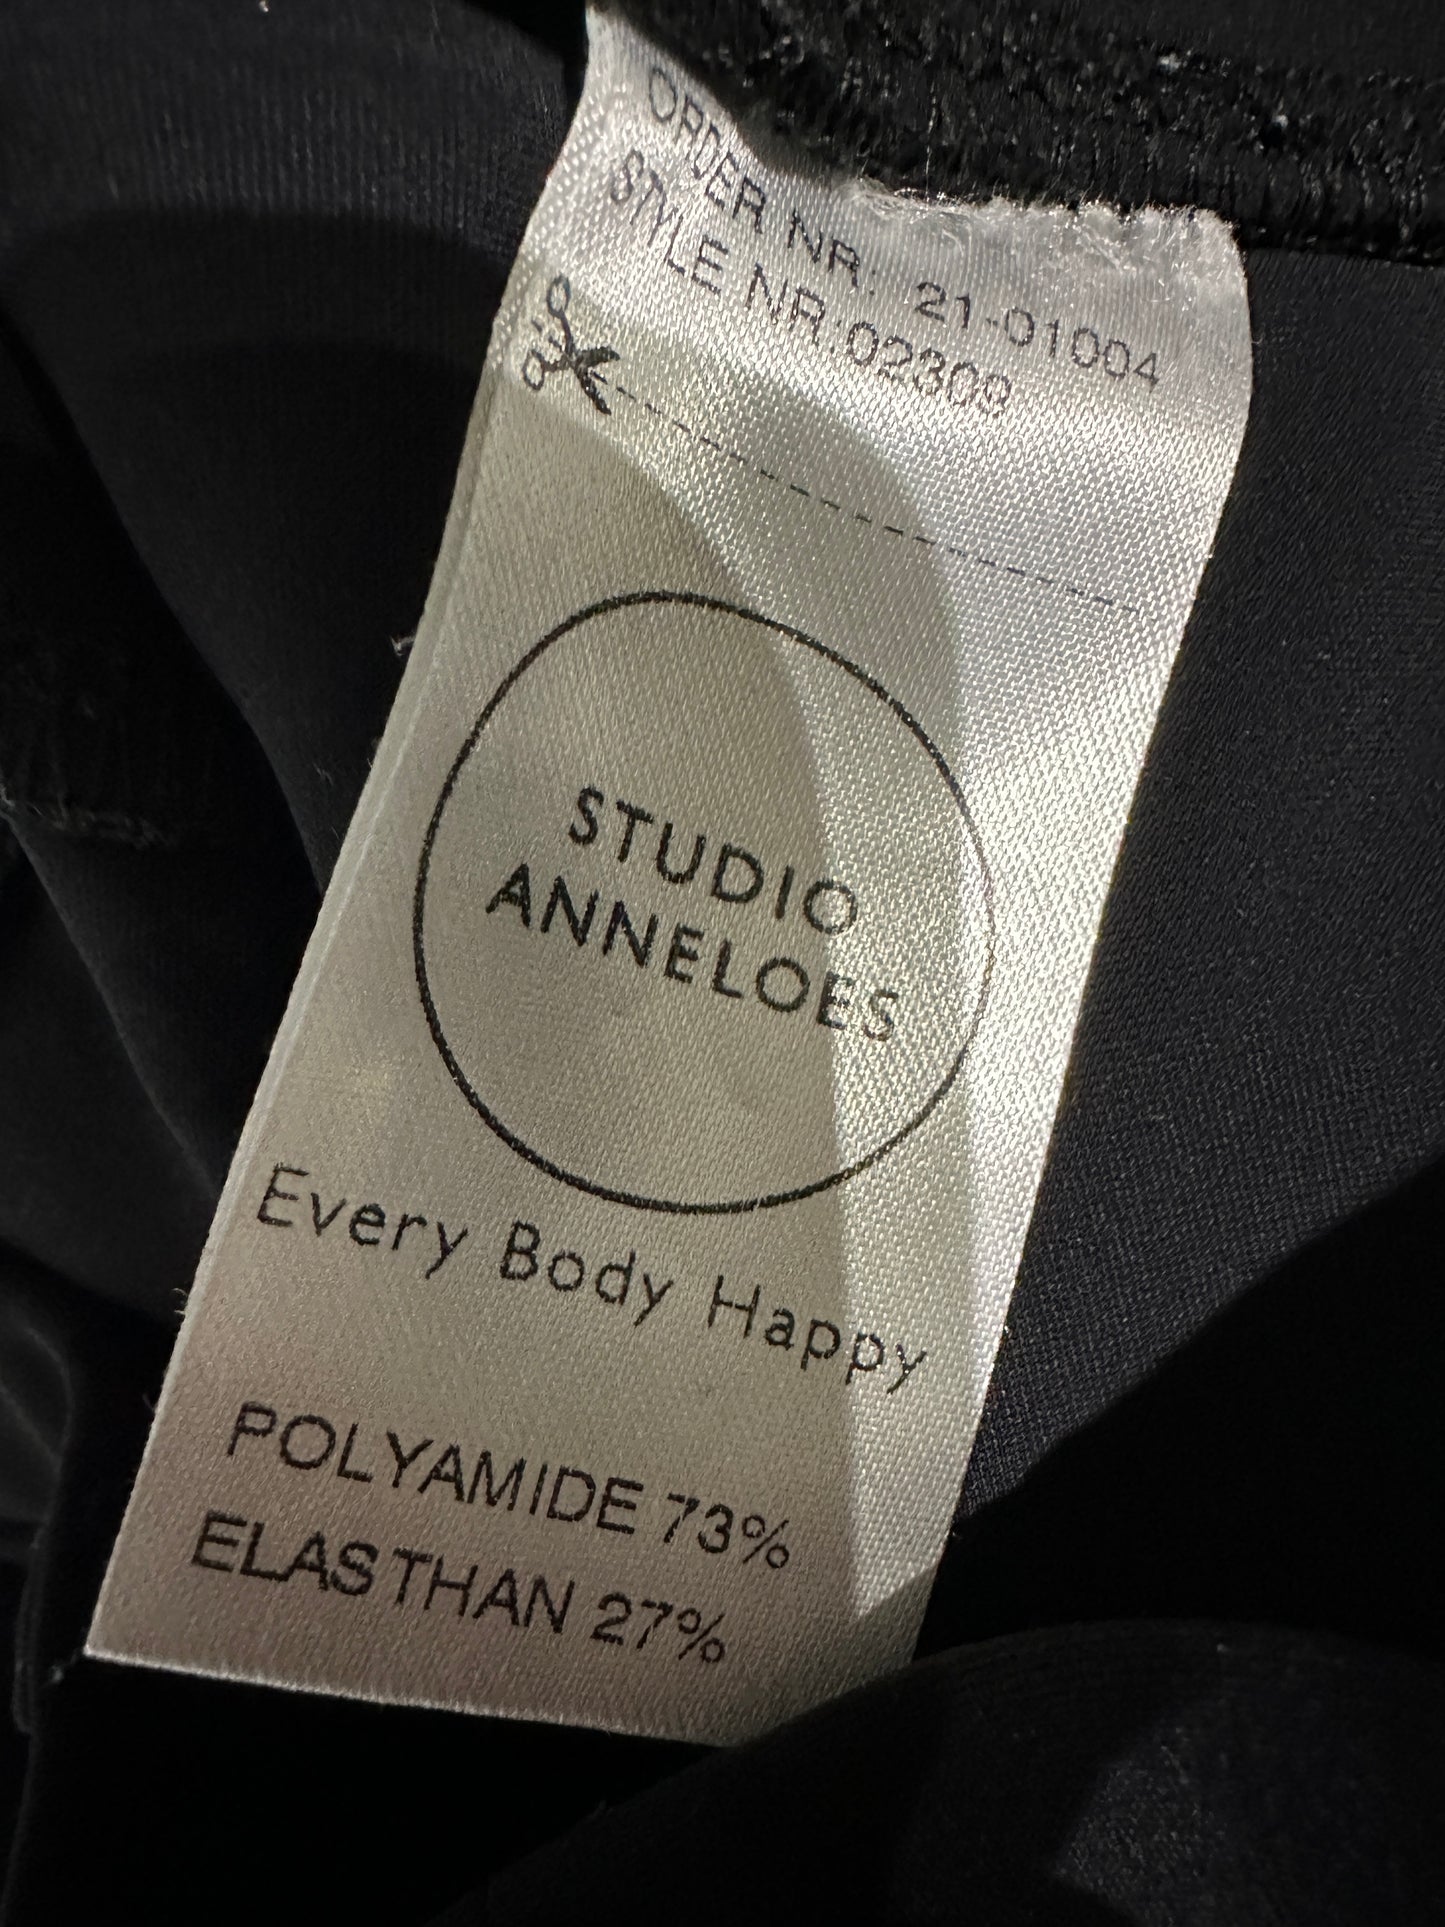 ORDER NR: 21-01004
STYLE NR:02309
STUDIO
ANNELOES
Every Body Happy
POLYAMIDE 73%
ELASTHAN 27%